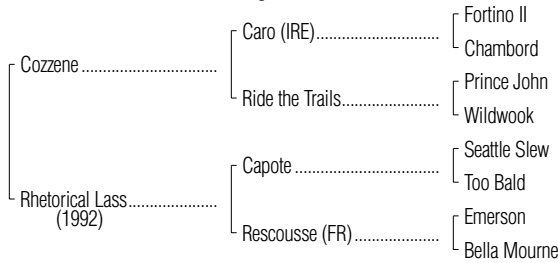 Fortino II
Caro (IRE)
Chambord
Cozzene
Prince John
Ride the Trails
Wildwook
Seattle Slew
Capote
Too Bald
Rhetorical Lass
(1992)
Emerson
Rescousse (FR)
Bella Mourne